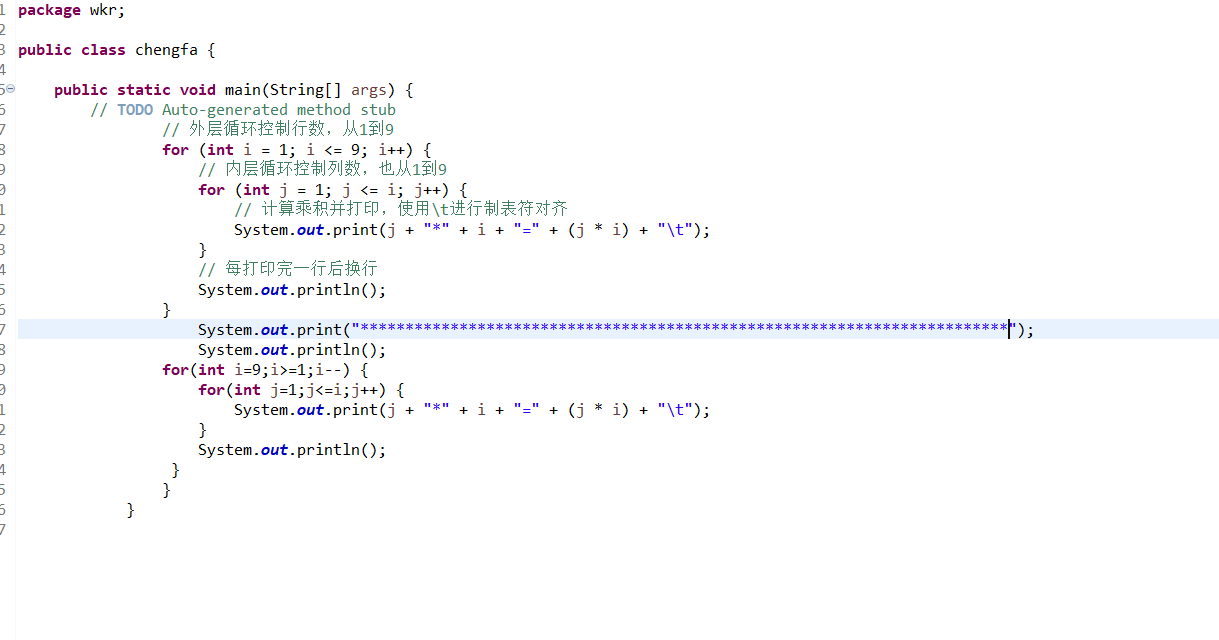 1 package wkr;
2
3 public class chengfa {
4
5 public static void main(String[] args) {
6 // TODO Auto-generated method stub
7 // 外层循环控制行数，从1到9
8 for (int i = 1; i <= 9; i++) {
9 // 内层循环控制列数，也从1到9
0 for (int j = 1; j <= i; j++) {
1 // 计算乘积并打印，使用\t进行制表符对齐
2 System.out.print(j + "*" + i + "=" + (j * i) + "\t");
3 }
4 // 每打印完一行后换行
5 System.out.println();
6 }
7 System.out.print("************************************************************************");
8 System.out.println();
9 for(int i=9;i>=1;i--) {
0 for(int j=1;j<=i;j++) {
1 System.out.print(j + "*" + i + "=" + (j * i) + "\t");
2 }
3 System.out.println();
4 }
5 }
6 }
7